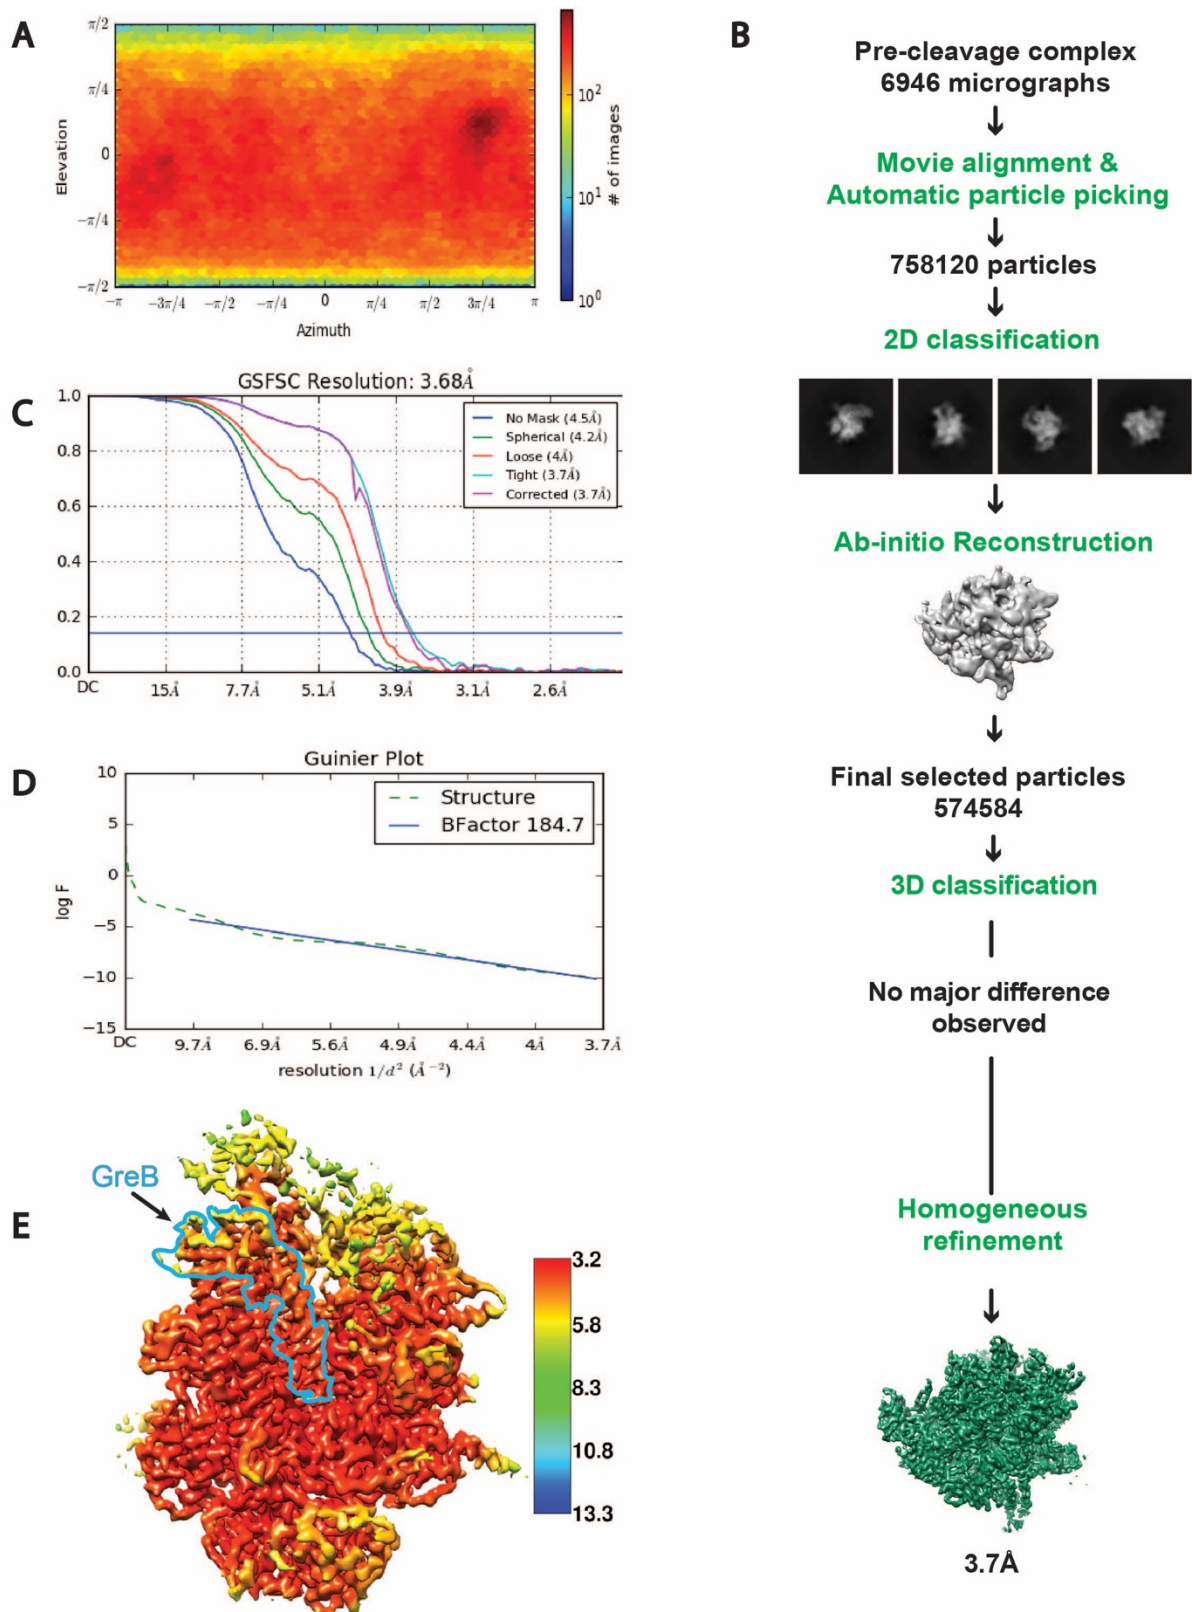 A
π/2
π/4
0
−π/4
−π/2
Elevation
−π
−3π/4
−π/2
−π/4
0
π/4
π/2
3π/4
π
Azimuth
10²
10¹
10⁰
# of images
B
Pre-cleavage complex
6946 micrographs
Movie alignment &
Automatic particle picking
758120 particles
2D classification
Ab-initio Reconstruction
Final selected particles
574584
3D classification
No major difference
observed
Homogeneous
refinement
3.7Å
C
GSFSC Resolution: 3.68Å
1.0
0.8
0.6
0.4
0.2
0.0
No Mask (4.5Å)
Spherical (4.2Å)
Loose (4Å)
Tight (3.7Å)
Corrected (3.7Å)
DC
15Å
7.7Å
5.1Å
3.9Å
3.1Å
2.6Å
D
Guinier Plot
10
5
0
−5
−10
−15
log F
Structure
BFactor 184.7
DC
9.7Å
6.9Å
5.6Å
4.9Å
4.4Å
4Å
3.7Å
resolution 1/d² (Å⁻²)
E
GreB
3.2
5.8
8.3
10.8
13.3